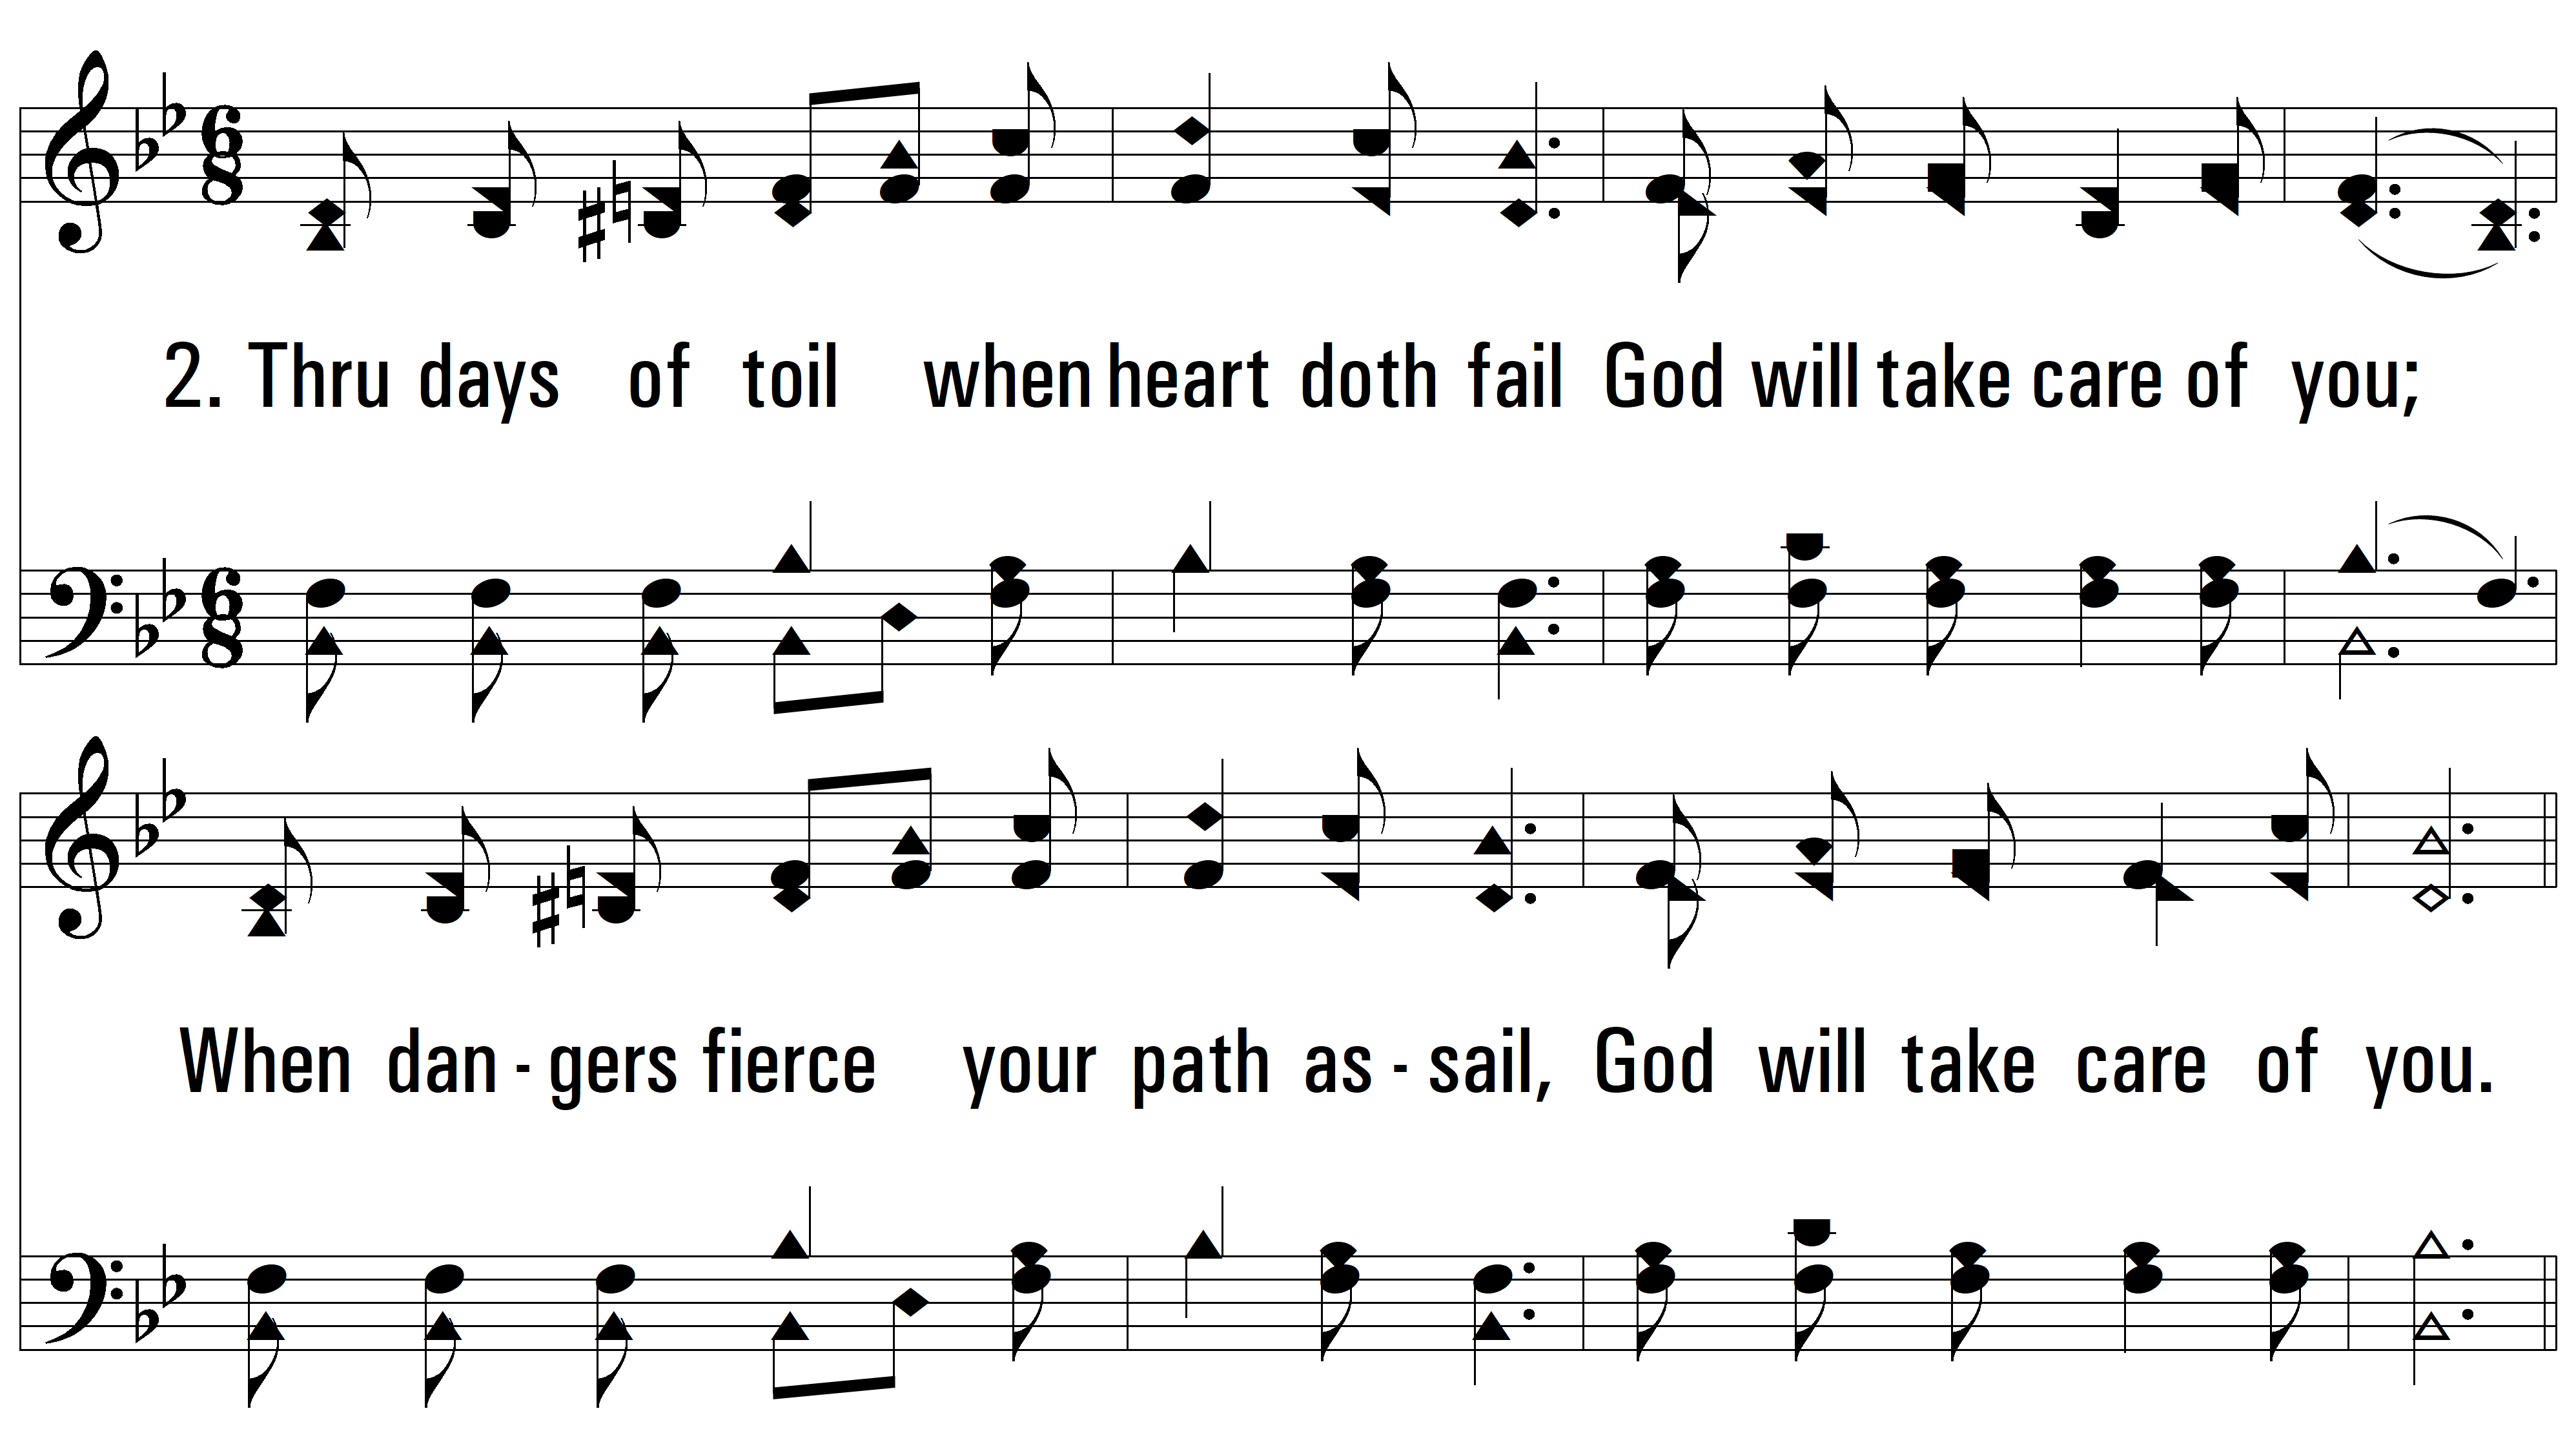 2. Thru days of toil when heart doth fail God will take care of you;
When dan - gers fierce your path as - sail, God will take care of you.